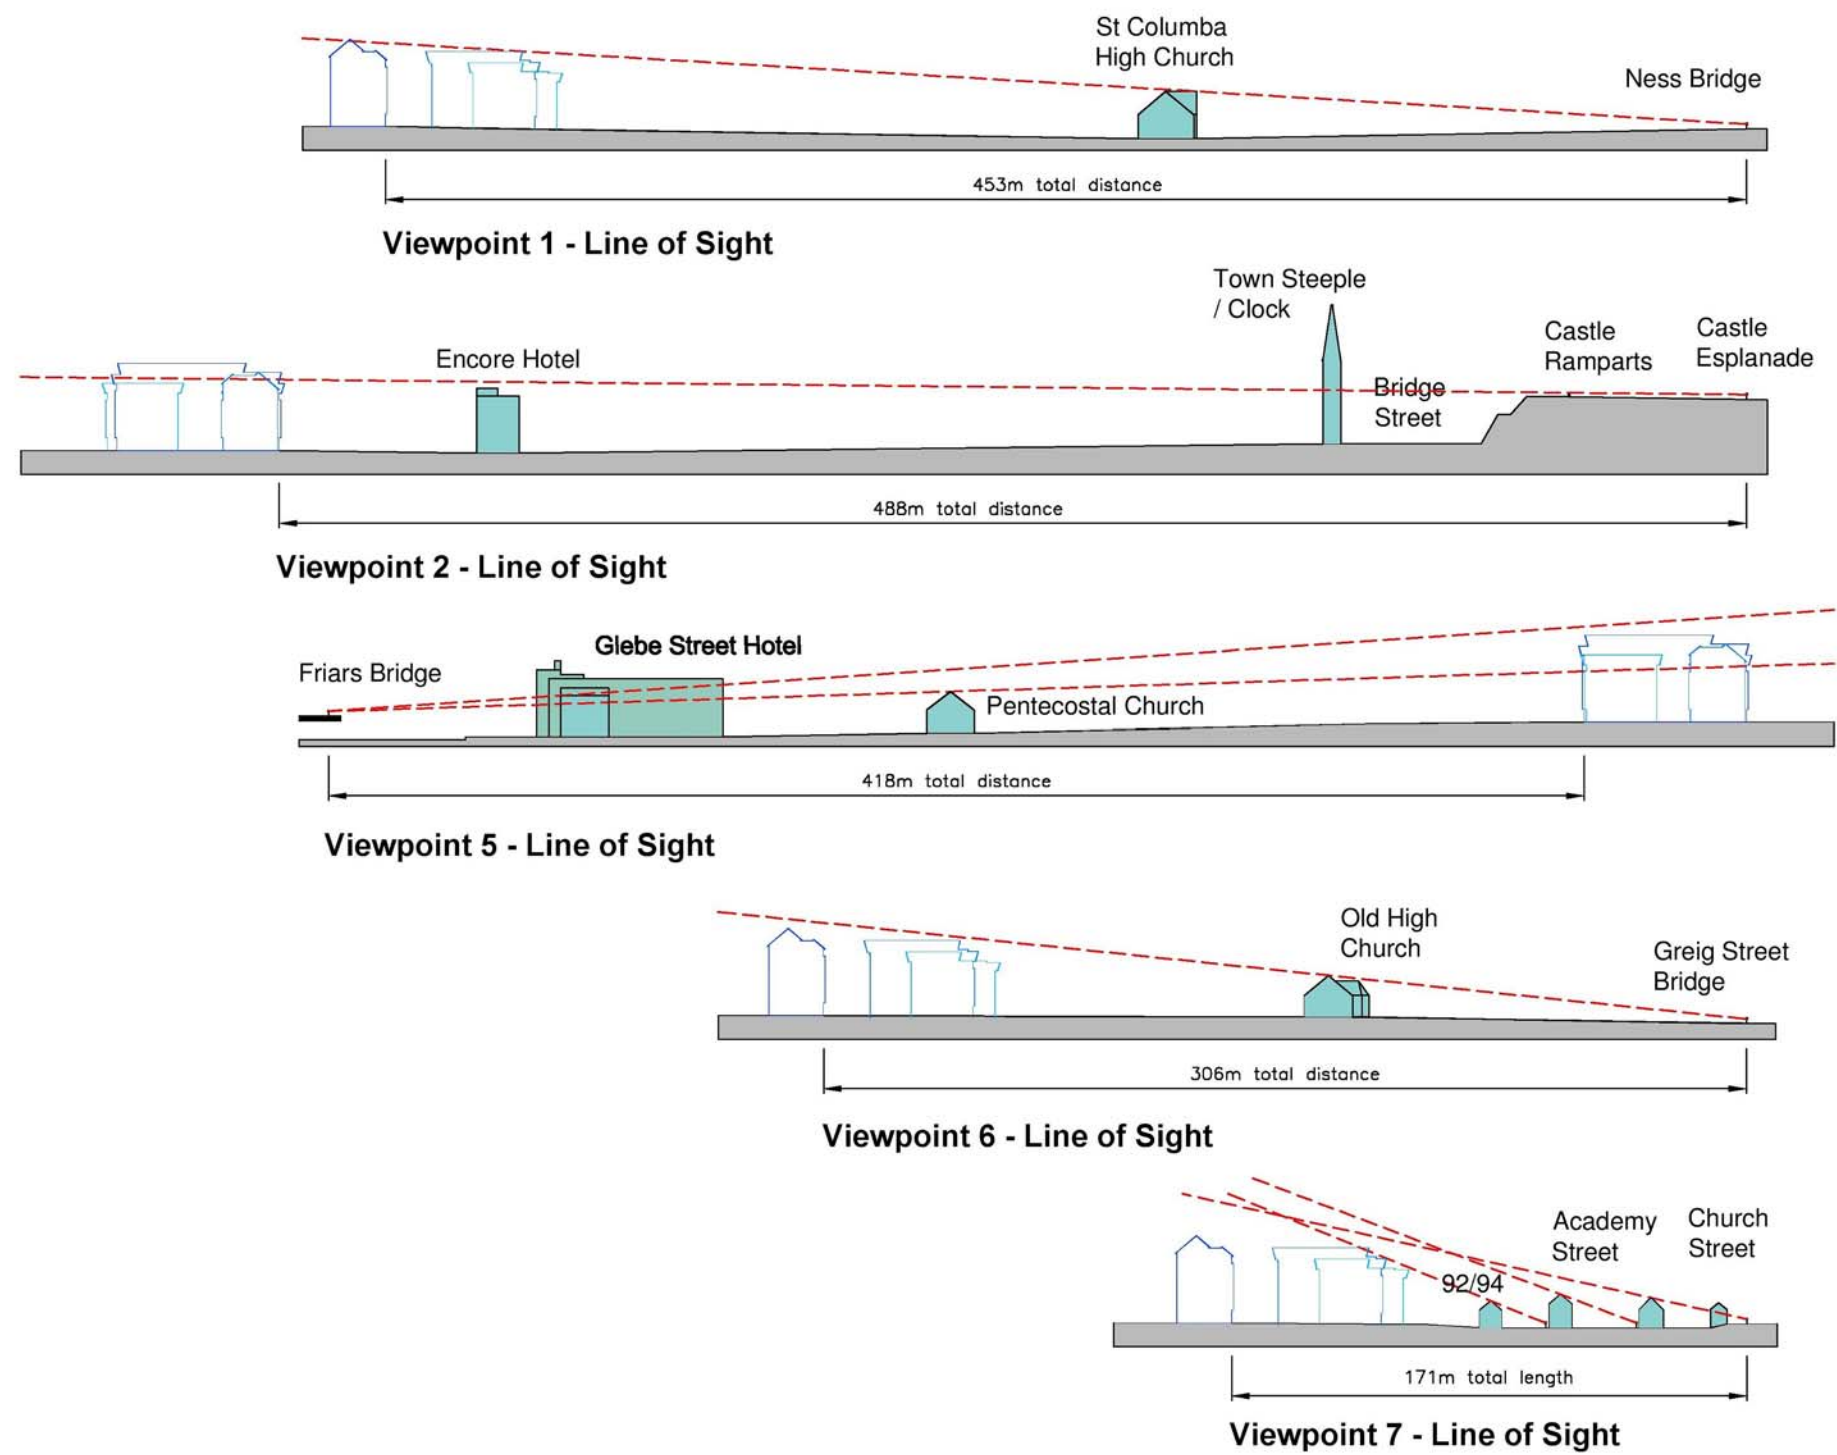 St Columba
High Church
Ness Bridge
453m total distance
Viewpoint 1 - Line of Sight
Town Steeple
/ Clock
Encore Hotel
Bridge
Street
Castle
Ramparts
Castle
Esplanade
488m total distance
Viewpoint 2 - Line of Sight
Friars Bridge
Glebe Street Hotel
Pentecostal Church
418m total distance
Viewpoint 5 - Line of Sight
Old High
Church
Greig Street
Bridge
306m total distance
Viewpoint 6 - Line of Sight
Academy
Street
Church
Street
92/94
171m total length
Viewpoint 7 - Line of Sight